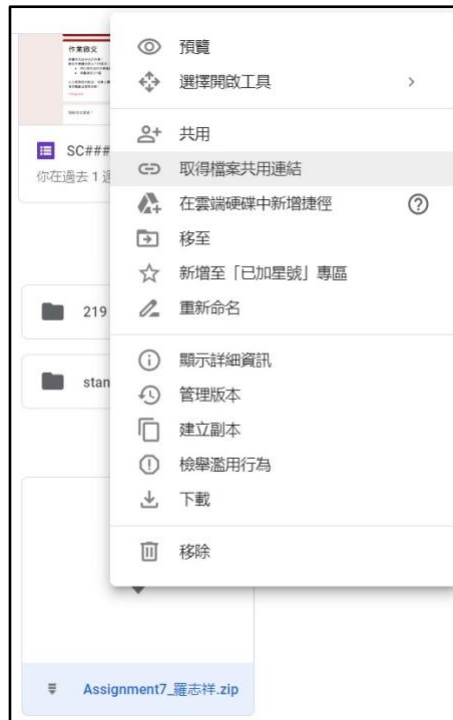 作業繳交
SC###
你在過去 1 週
219
stan
預覽
選擇開啟工具
共用
取得檔案共用連結
在雲端硬碟中新增捷徑
移至
新增至「已加星號」專區
重新命名
顯示詳細資訊
管理版本
建立副本
檢舉濫用行為
下載
移除
Assignment7_羅志祥.zip